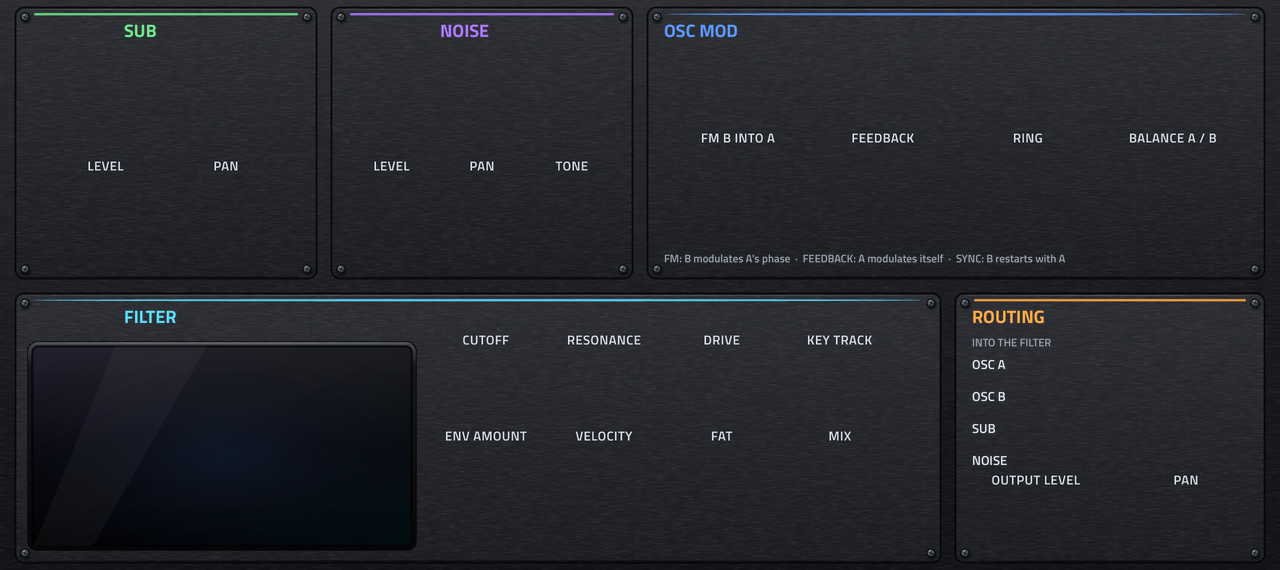 SUB
LEVEL PAN
NOISE
LEVEL PAN TONE
OSC MOD
FM B INTO A FEEDBACK RING BALANCE A / B
FM: B modulates A's phase · FEEDBACK: A modulates itself · SYNC: B restarts with A
FILTER
CUTOFF RESONANCE DRIVE KEY TRACK
ENV AMOUNT VELOCITY FAT MIX
ROUTING
INTO THE FILTER
OSC A
OSC B
SUB
NOISE
OUTPUT LEVEL PAN